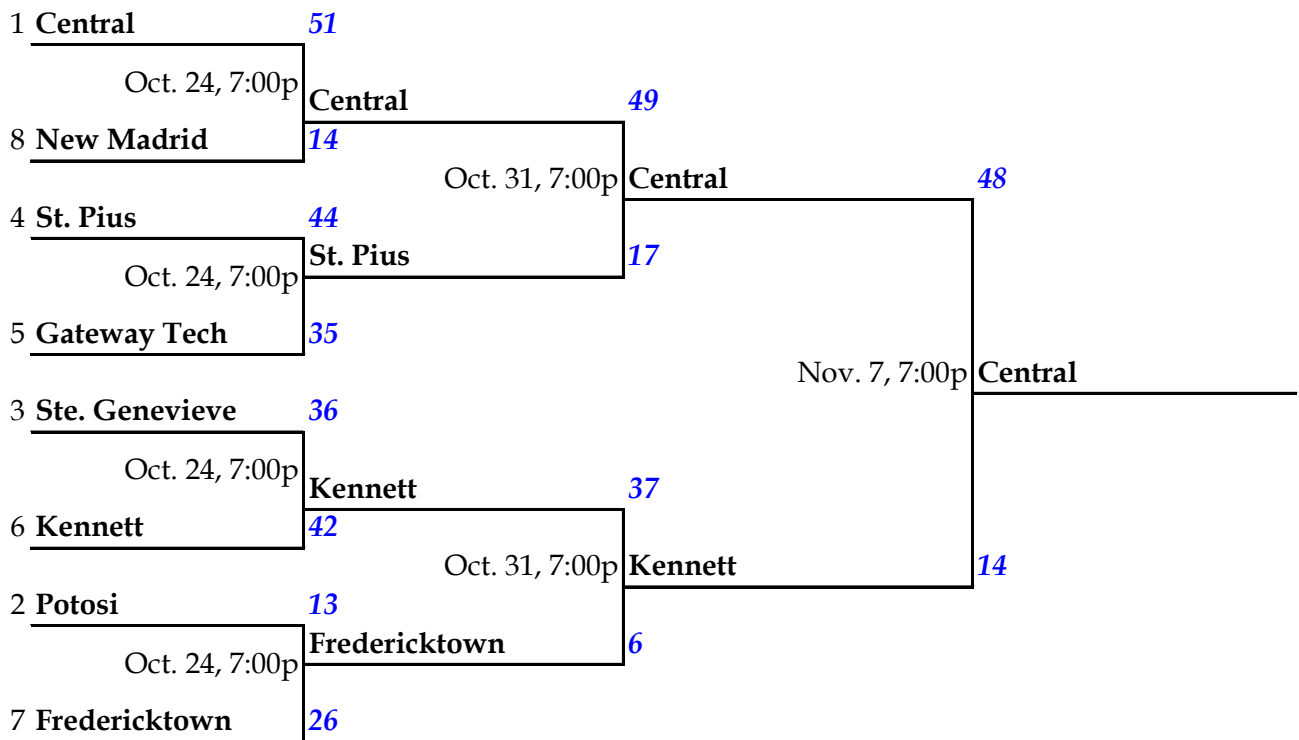 1 Central 51
Oct. 24, 7:00p
Central 49
8 New Madrid 14
Oct. 31, 7:00p Central 48
4 St. Pius 44
St. Pius 17
Oct. 24, 7:00p
5 Gateway Tech 35
Nov. 7, 7:00p Central
3 Ste. Genevieve 36
Oct. 24, 7:00p
Kennett 37
6 Kennett 42
Oct. 31, 7:00p Kennett 14
2 Potosi 13
Fredericktown 6
Oct. 24, 7:00p
7 Fredericktown 26